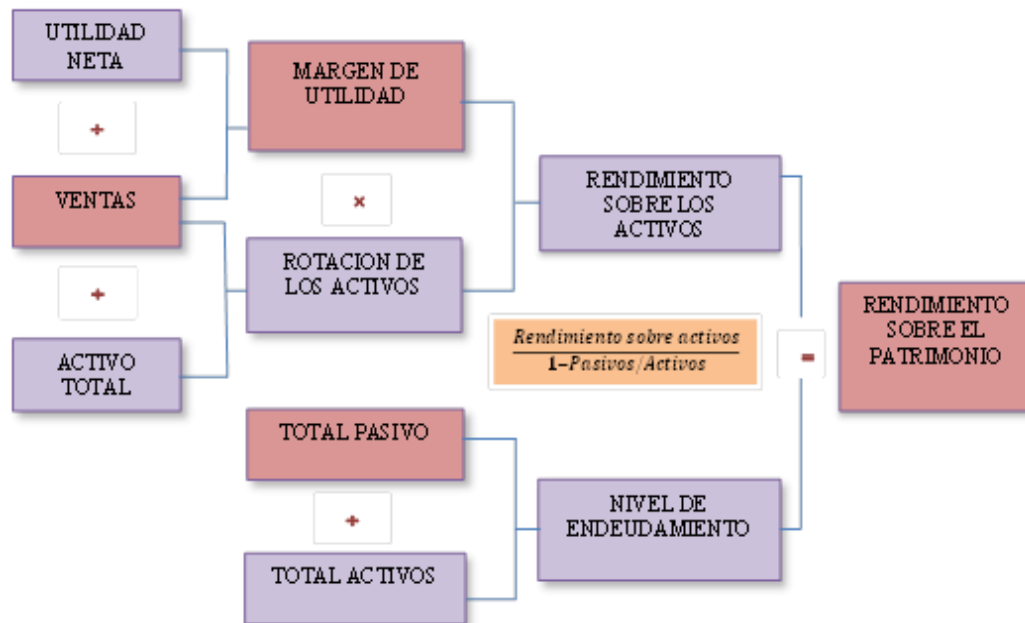 UTILIDAD
NETA
+
VENTAS
+
ACTIVO
TOTAL
MARGEN DE
UTILIDAD
×
ROTACION DE
LOS ACTIVOS
RENDIMIENTO
SOBRE LOS
ACTIVOS
Rendimiento sobre activos
1−Pasivos/Activos
=
RENDIMIENTO
SOBRE EL
PATRIMONIO
TOTAL PASIVO
+
TOTAL ACTIVOS
NIVEL DE
ENDEUDAMIENTO